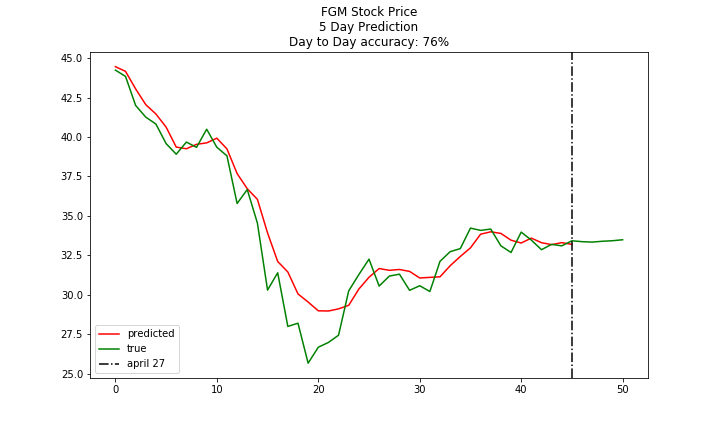 FGM Stock Price
5 Day Prediction
Day to Day accuracy: 76%
45.0
42.5
40.0
37.5
35.0
32.5
30.0
27.5
25.0
predicted
true
april 27
0 10 20 30 40 50